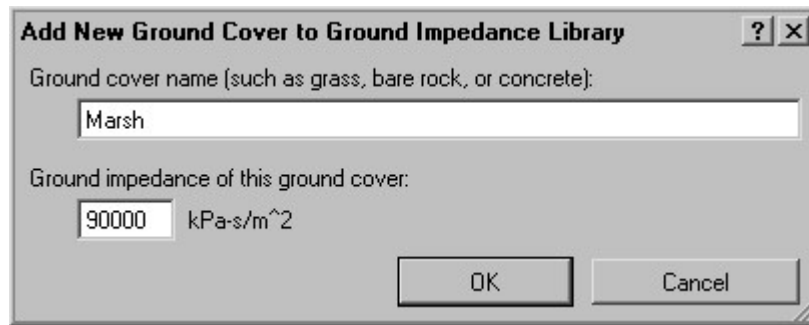 Add New Ground Cover to Ground Impedance Library
Ground cover name (such as grass, bare rock, or concrete):
Marsh
Ground impedance of this ground cover:
90000 kPa-s/m^2
OK Cancel